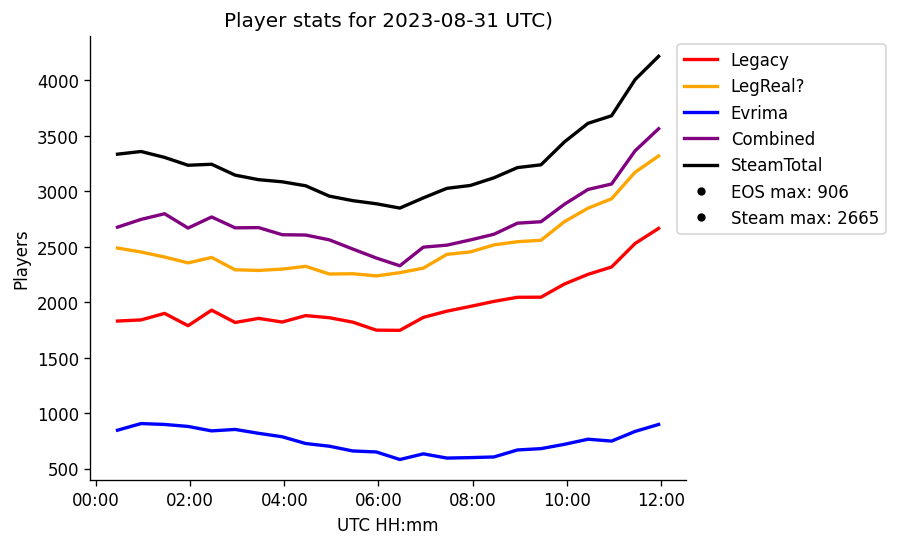 Player stats for 2023-08-31 UTC)
Players
4000
3500
3000
2500
2000
1500
1000
500
00:00 02:00 04:00 06:00 08:00 10:00 12:00
UTC HH:mm
Legacy
LegReal?
Evrima
Combined
SteamTotal
EOS max: 906
Steam max: 2665